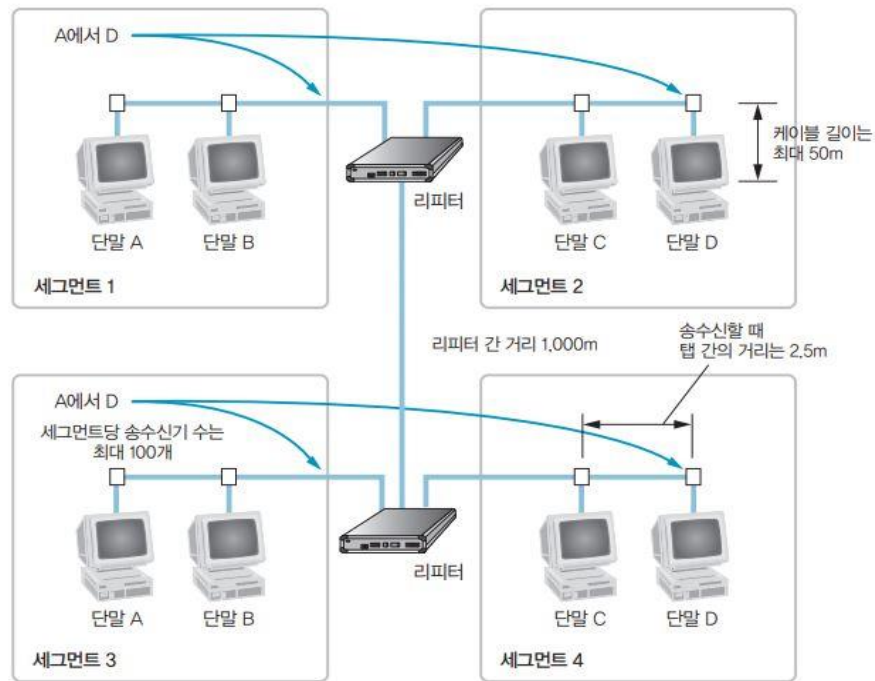 A에서 D
케이블 길이는
최대 50m
리피터
단말 A
단말 B
단말 C
단말 D
세그먼트 1
세그먼트 2
리피터 간 거리 1,000m
송수신할 때
탭 간의 거리는 2.5m
A에서 D
세그먼트당 송수신기 수는
최대 100개
리피터
단말 A
단말 B
단말 C
단말 D
세그먼트 3
세그먼트 4